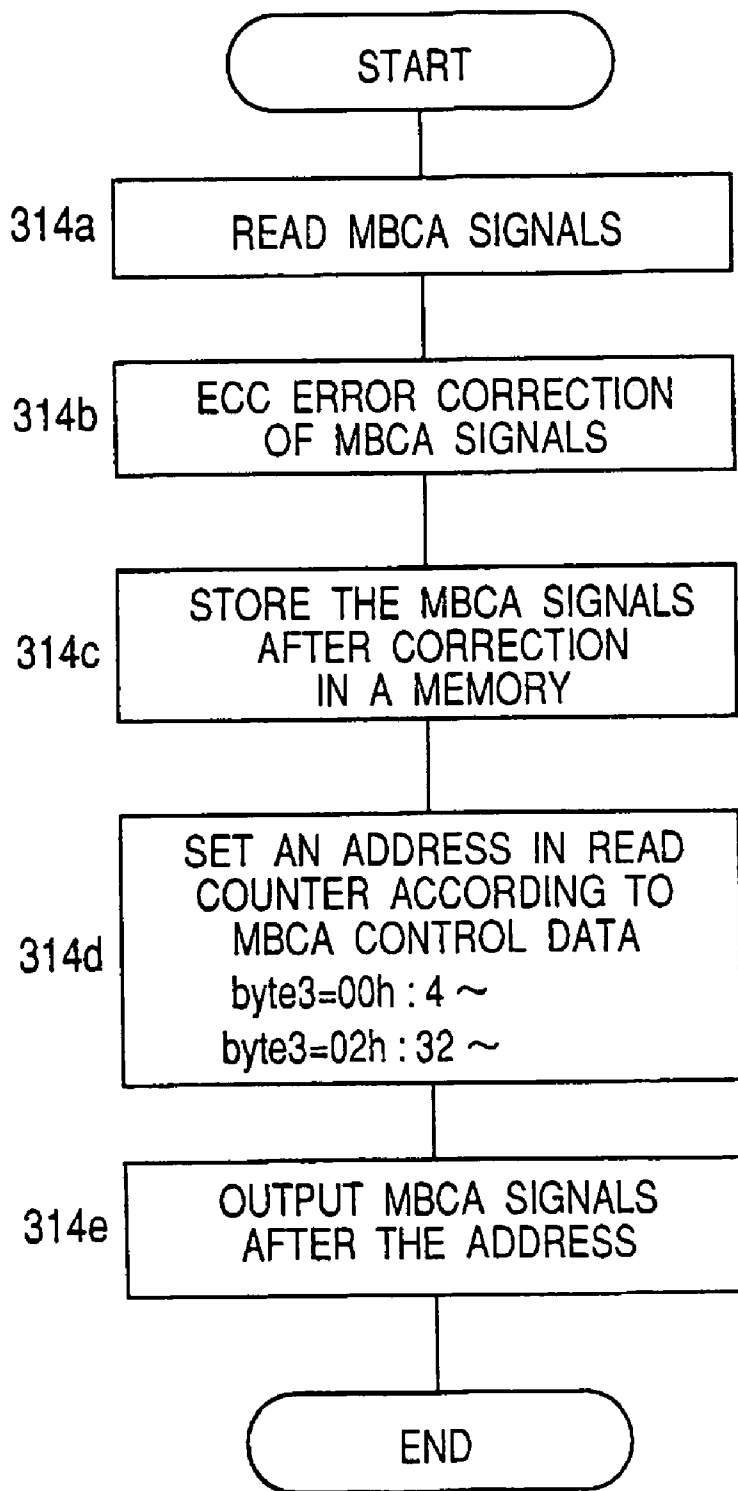 START
314a
READ MBCA SIGNALS
314b
ECC ERROR CORRECTION
OF MBCA SIGNALS
314c
STORE THE MBCA SIGNALS
AFTER CORRECTION
IN A MEMORY
314d
SET AN ADDRESS IN READ
COUNTER ACCORDING TO
MBCA CONTROL DATA
byte3=00h : 4 ~
byte3=02h : 32 ~
314e
OUTPUT MBCA SIGNALS
AFTER THE ADDRESS
END